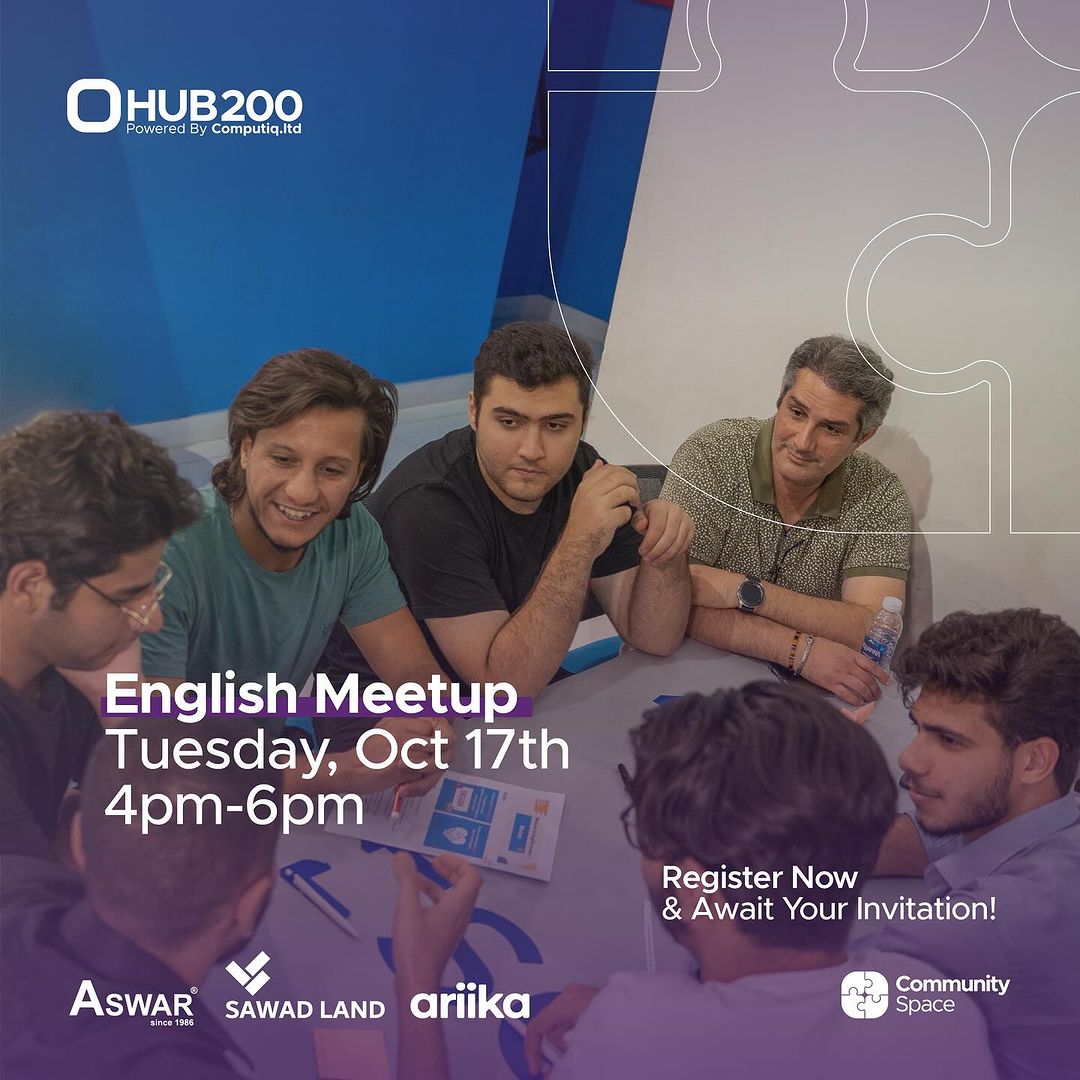 HUB200
Powered By Computiq.ltd
English Meetup
Tuesday, Oct 17th
4pm-6pm
Register Now
& Await Your Invitation!
ASWAR®
since 1986
SAWAD LAND
ariika
Community
Space